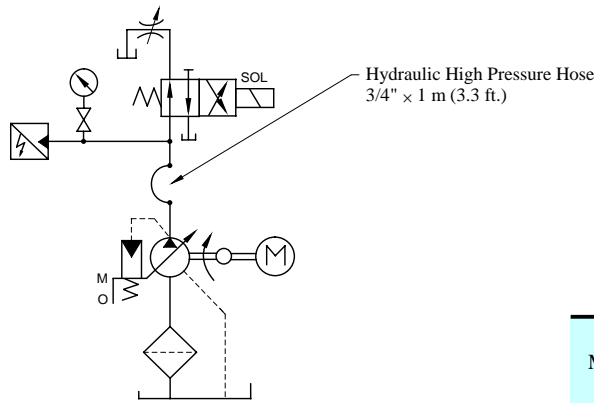 SOL
Hydraulic High Pressure Hose
3/4" × 1 m (3.3 ft.)
M
M
O
M